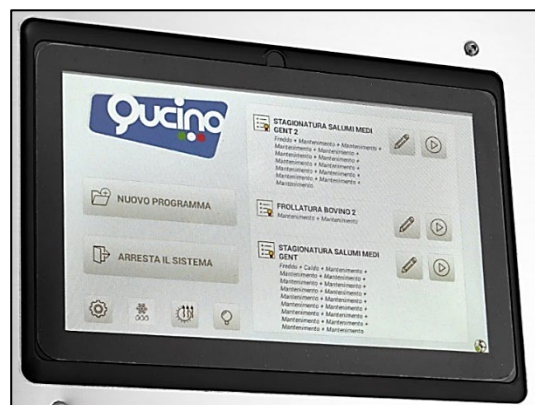 Qucino
NUOVO PROGRAMMA
ARRESTA IL SISTEMA
STAGIONATURA SALUMI MEDI
GENT 2
Freddo + Mantenimento + Mantenimento +
Mantenimento + Mantenimento +
Mantenimento + Mantenimento +
Mantenimento + Mantenimento +
Mantenimento + Mantenimento +
Mantenimento + Mantenimento +
Mantenimento
FROLLATURA BOVINO 2
Mantenimento + Mantenimento
STAGIONATURA SALUMI MEDI
GENT
Freddo + Caldo + Mantenimento +
Mantenimento + Mantenimento +
Mantenimento + Mantenimento +
Mantenimento + Mantenimento +
Mantenimento + Mantenimento +
Mantenimento + Mantenimento +
Mantenimento + Mantenimento +
Mantenimento + Mantenimento